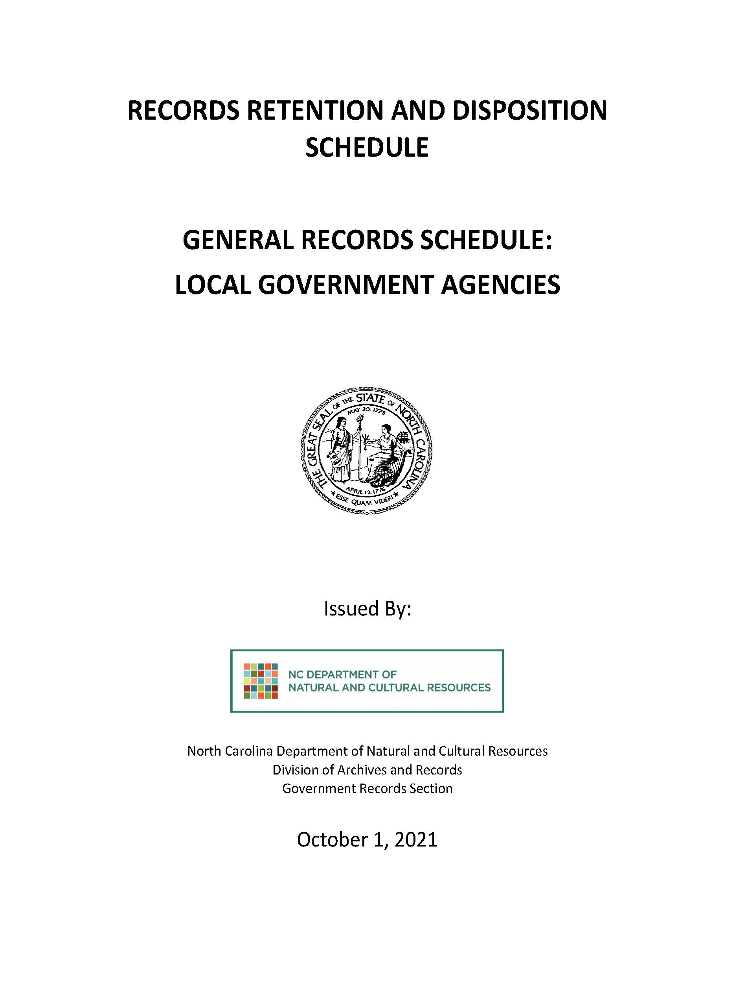 RECORDS RETENTION AND DISPOSITION
SCHEDULE
GENERAL RECORDS SCHEDULE:
LOCAL GOVERNMENT AGENCIES
THE GREAT SEAL OF THE STATE OF NORTH CAROLINA
MAY 20, 1775
APRIL 12, 1776
★ ESSE QUAM VIDERI ★
Issued By:
NC DEPARTMENT OF
NATURAL AND CULTURAL RESOURCES
North Carolina Department of Natural and Cultural Resources
Division of Archives and Records
Government Records Section
October 1, 2021